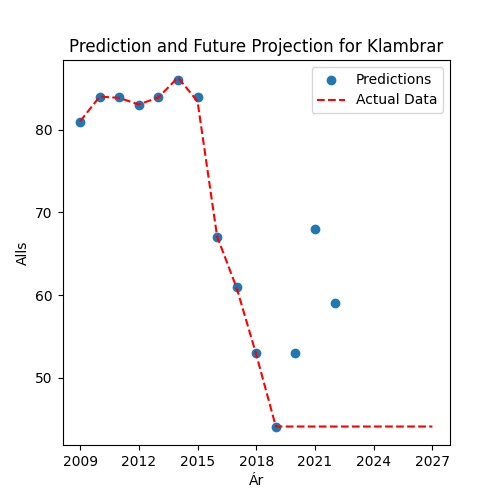 Prediction and Future Projection for Klambrar
Predictions
Actual Data
80
70
60
50
Alls
2009 2012 2015 2018 2021 2024 2027
Ár